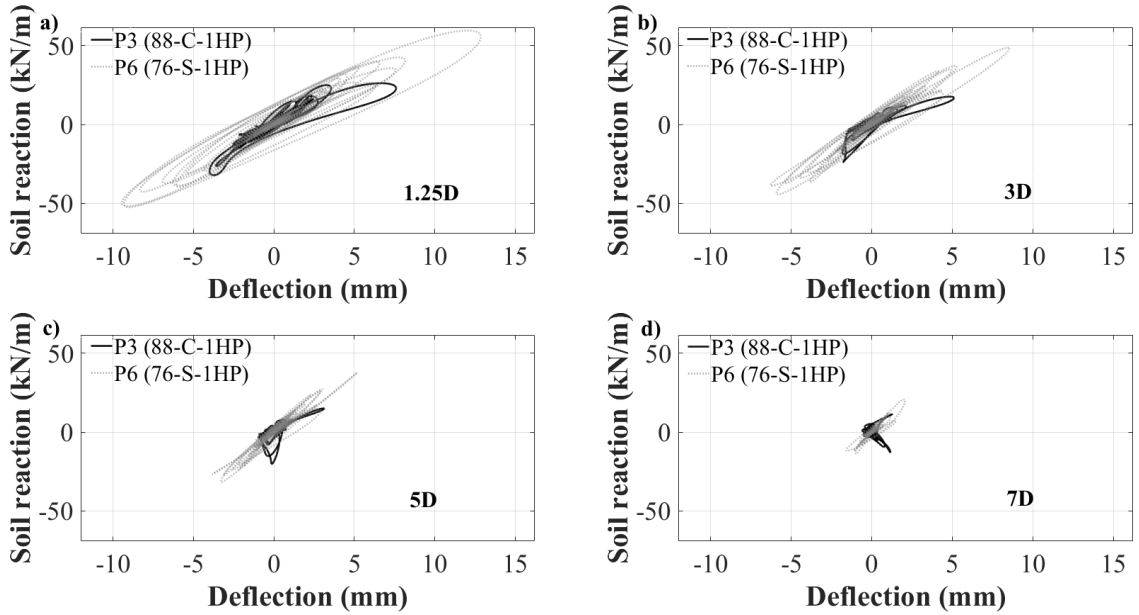 a)
P3 (88-C-1HP)
P6 (76-S-1HP)
50
0
-50
Soil reaction (kN/m)
1.25D
-10 -5 0 5 10 15
Deflection (mm)
b)
P3 (88-C-1HP)
P6 (76-S-1HP)
50
0
-50
Soil reaction (kN/m)
3D
-10 -5 0 5 10 15
Deflection (mm)
c)
P3 (88-C-1HP)
P6 (76-S-1HP)
50
0
-50
Soil reaction (kN/m)
5D
-10 -5 0 5 10 15
Deflection (mm)
d)
P3 (88-C-1HP)
P6 (76-S-1HP)
50
0
-50
Soil reaction (kN/m)
7D
-10 -5 0 5 10 15
Deflection (mm)